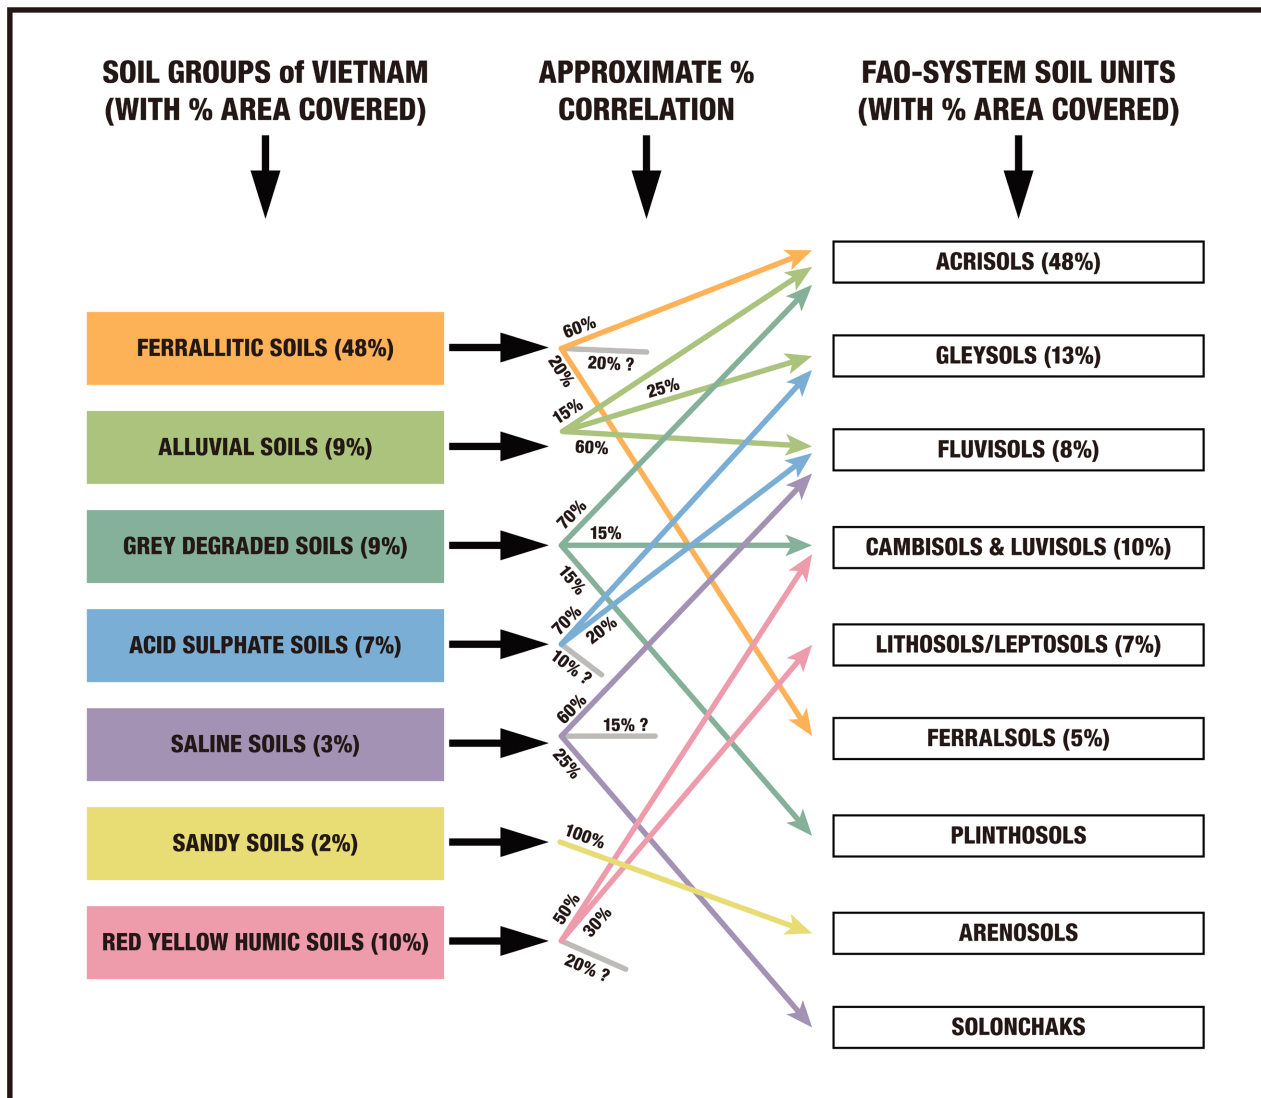 SOIL GROUPS of VIETNAM
(WITH % AREA COVERED)
APPROXIMATE %
CORRELATION
FAO-SYSTEM SOIL UNITS
(WITH % AREA COVERED)
FERRALLITIC SOILS (48%)
ALLUVIAL SOILS (9%)
GREY DEGRADED SOILS (9%)
ACID SULPHATE SOILS (7%)
SALINE SOILS (3%)
SANDY SOILS (2%)
RED YELLOW HUMIC SOILS (10%)
60%
20% ?
20%
15%
25%
60%
70%
15%
15%
70%
20%
10% ?
60%
15% ?
25%
100%
50%
30%
20% ?
ACRISOLS (48%)
GLEYSOLS (13%)
FLUVISOLS (8%)
CAMBISOLS & LUVISOLS (10%)
LITHOSOLS/LEPTOSOLS (7%)
FERRALSOLS (5%)
PLINTHOSOLS
ARENOSOLS
SOLONCHAKS